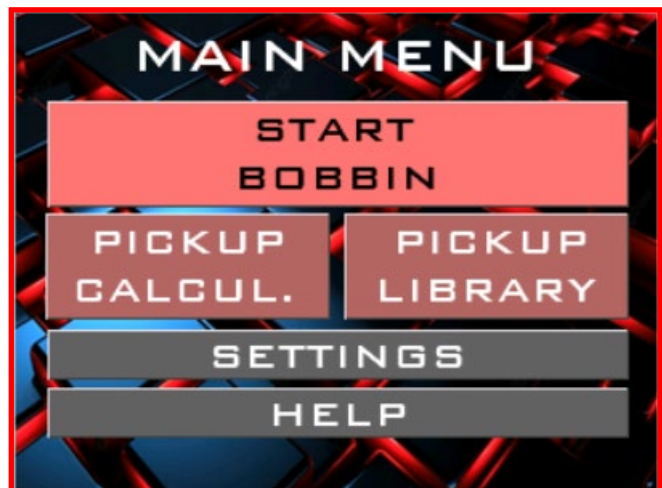 MAIN MENU
START
BOBBIN
PICKUP
CALCUL.
PICKUP
LIBRARY
SETTINGS
HELP